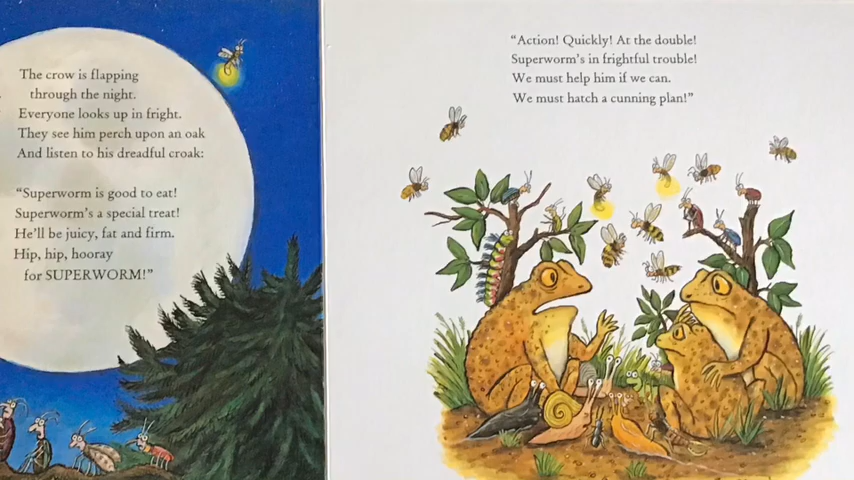 The crow is flapping
through the night.
Everyone looks up in fright.
They see him perch upon an oak
And listen to his dreadful croak:
“Superworm is good to eat!
Superworm’s a special treat!
He’ll be juicy, fat and firm.
Hip, hip, hooray
for SUPERWORM!”
“Action! Quickly! At the double!
Superworm’s in frightful trouble!
We must help him if we can.
We must hatch a cunning plan!”